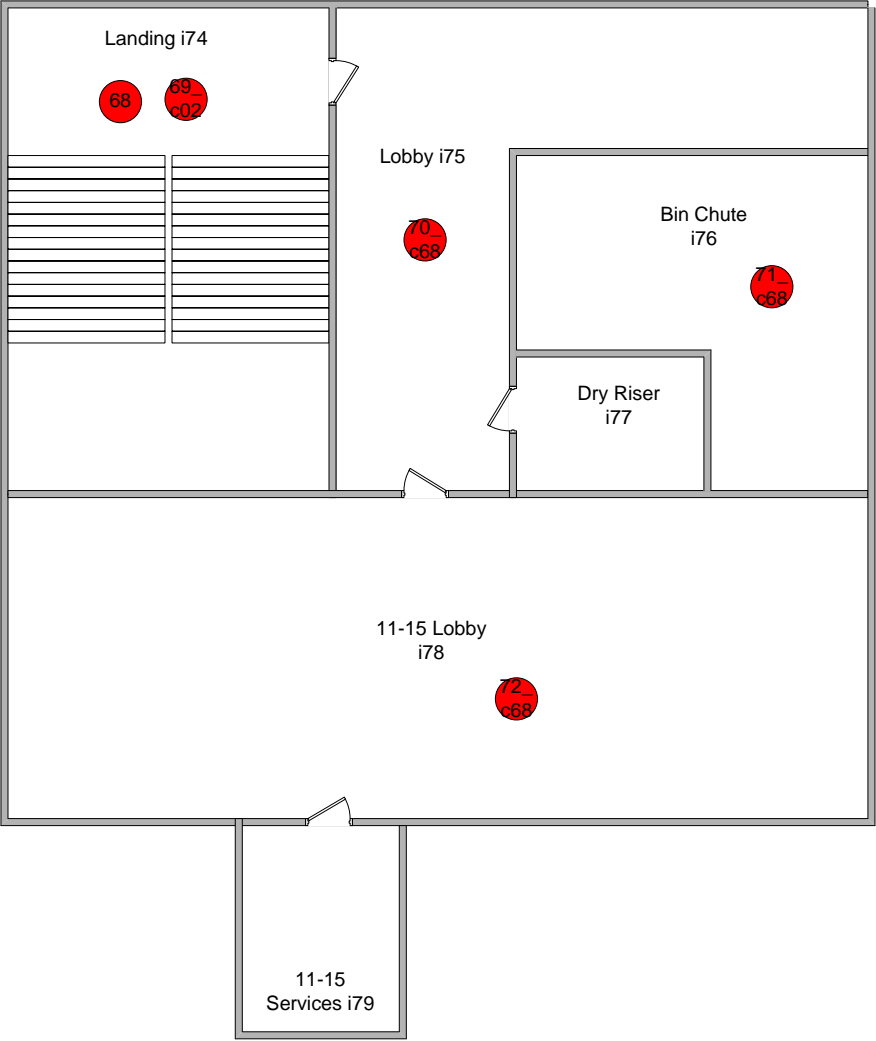 Landing i74
68
69_
c02
Lobby i75
70_
c68
Bin Chute
i76
71_
c68
Dry Riser
i77
11-15 Lobby
i78
72_
c68
11-15
Services i79